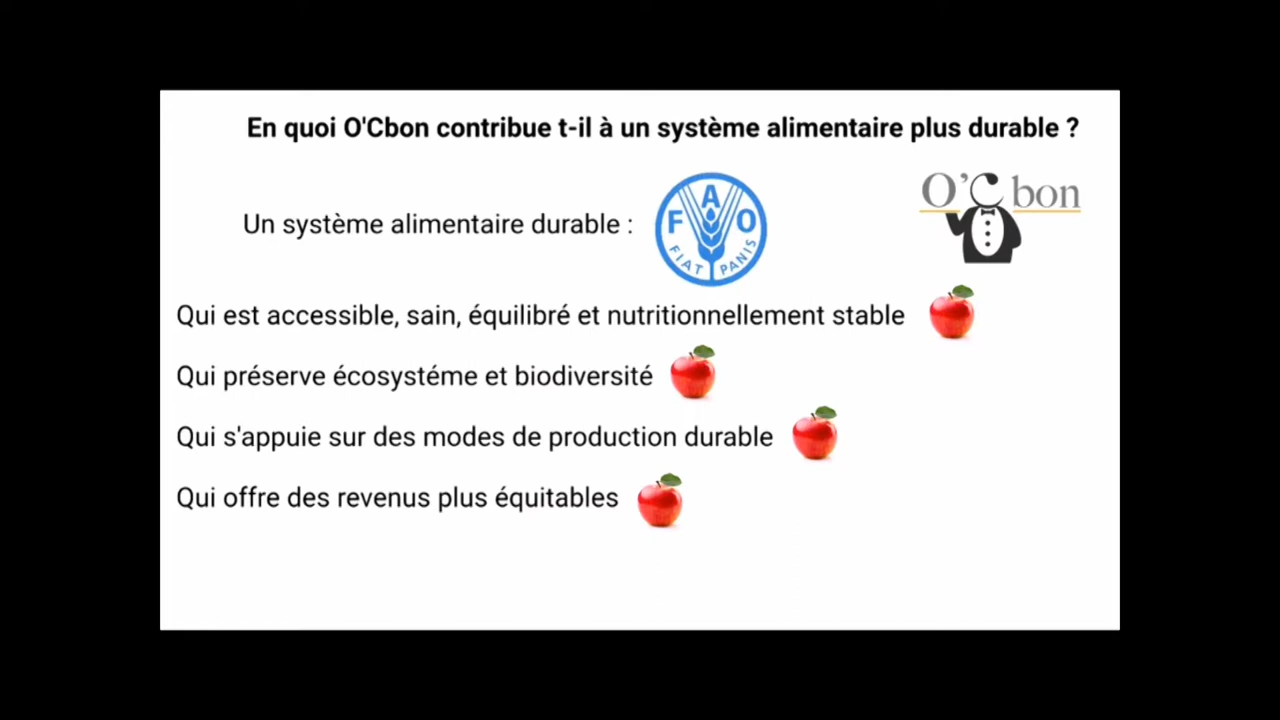 En quoi O'Cbon contribue t-il à un système alimentaire plus durable ?
Un système alimentaire durable :
FAO
FIAT PANIS
O'Cbon
Qui est accessible, sain, équilibré et nutritionnellement stable
Qui préserve écosystéme et biodiversité
Qui s'appuie sur des modes de production durable
Qui offre des revenus plus équitables